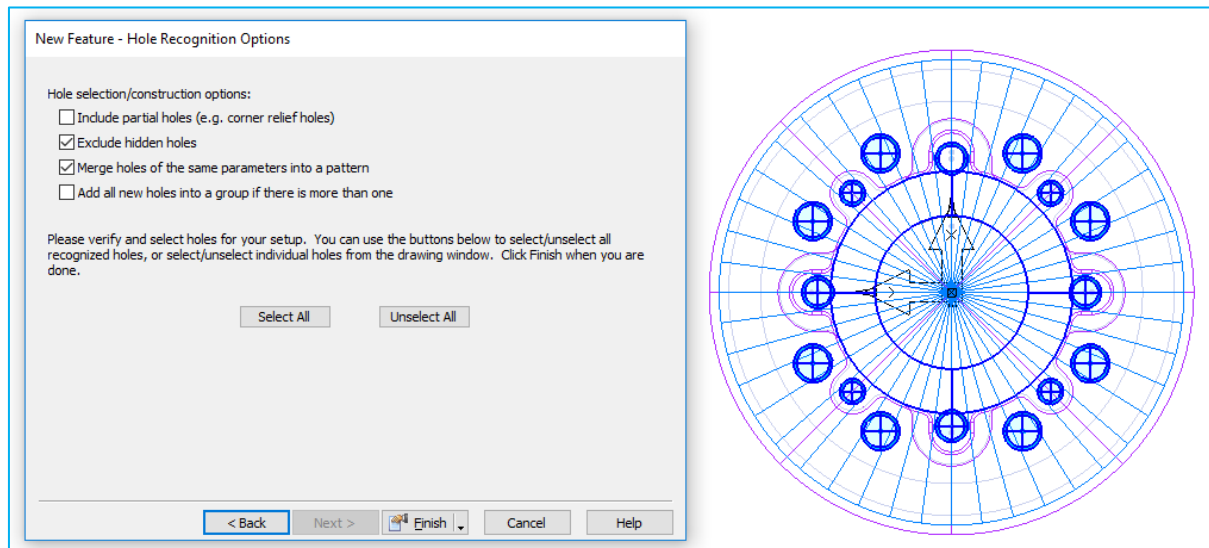 New Feature - Hole Recognition Options
Hole selection/construction options:
Include partial holes (e.g. corner relief holes)
Exclude hidden holes
Merge holes of the same parameters into a pattern
Add all new holes into a group if there is more than one
Please verify and select holes for your setup. You can use the buttons below to select/unselect all
recognized holes, or select/unselect individual holes from the drawing window. Click Finish when you are
done.
Select All
Unselect All
< Back
Next >
Finish
Cancel
Help